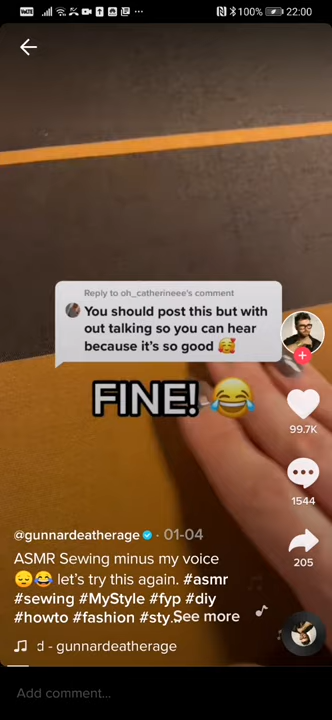 VoLTE
100%
22:00
Reply to oh_catherineee's comment
You should post this but with
out talking so you can hear
because it's so good 🥰
FINE! 😂
99.7K
1544
205
@gunnardeatherage · 01-04
ASMR Sewing minus my voice
😔😂 let's try this again. #asmr
#sewing #MyStyle #fyp #diy
#howto #fashion #sty...See more
d - gunnardeatherage
Add comment...